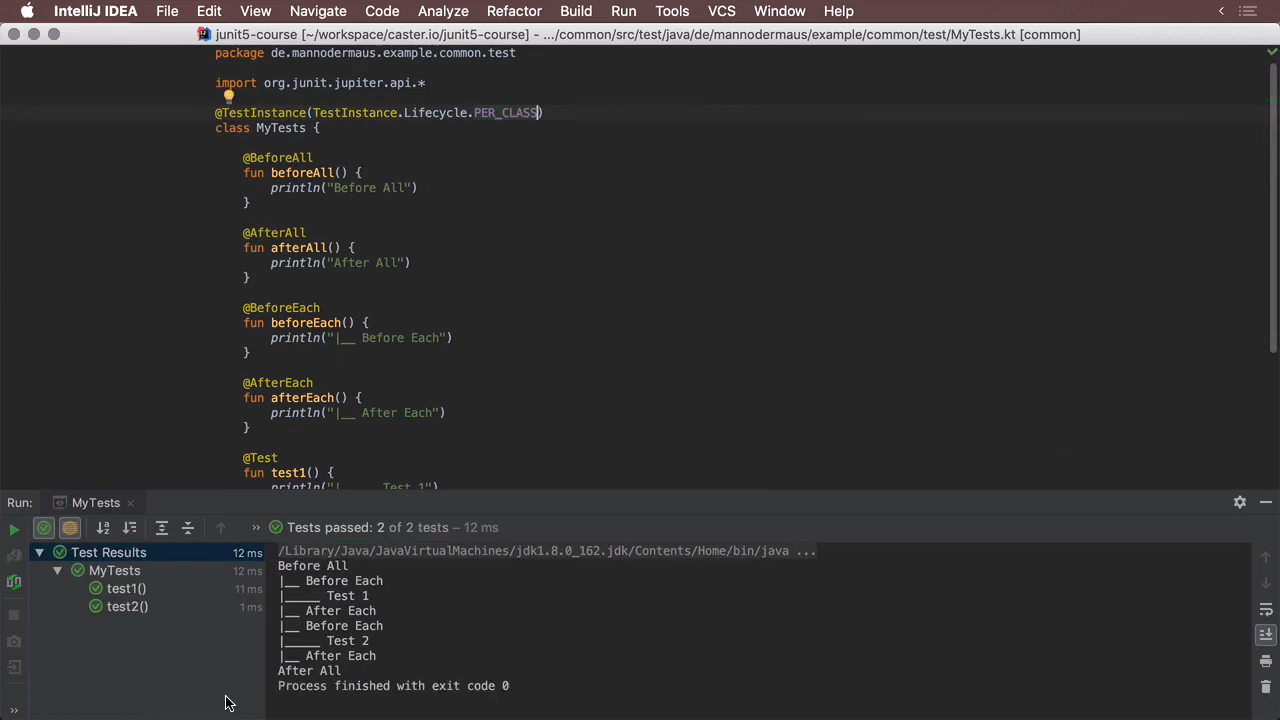 IntelliJ IDEA File Edit View Navigate Code Analyze Refactor Build Run Tools VCS Window Help
junit5-course [~/workspace/caster.io/junit5-course] - .../common/src/test/java/de/mannodermaus/example/common/test/MyTests.kt [common]
package de.mannodermaus.example.common.test
import org.junit.jupiter.api.*
@TestInstance(TestInstance.Lifecycle.PER_CLASS)
class MyTests {
@BeforeAll
fun beforeAll() {
println("Before All")
}
@AfterAll
fun afterAll() {
println("After All")
}
@BeforeEach
fun beforeEach() {
println("|__ Before Each")
}
@AfterEach
fun afterEach() {
println("|__ After Each")
}
@Test
fun test1() {
println("|_____ Test 1")
Run: MyTests
Tests passed: 2 of 2 tests – 12 ms
Test Results 12 ms
MyTests 12 ms
test1() 11 ms
test2() 1 ms
/Library/Java/JavaVirtualMachines/jdk1.8.0_162.jdk/Contents/Home/bin/java ...
Before All
|__ Before Each
|_____ Test 1
|__ After Each
|__ Before Each
|_____ Test 2
|__ After Each
After All
Process finished with exit code 0